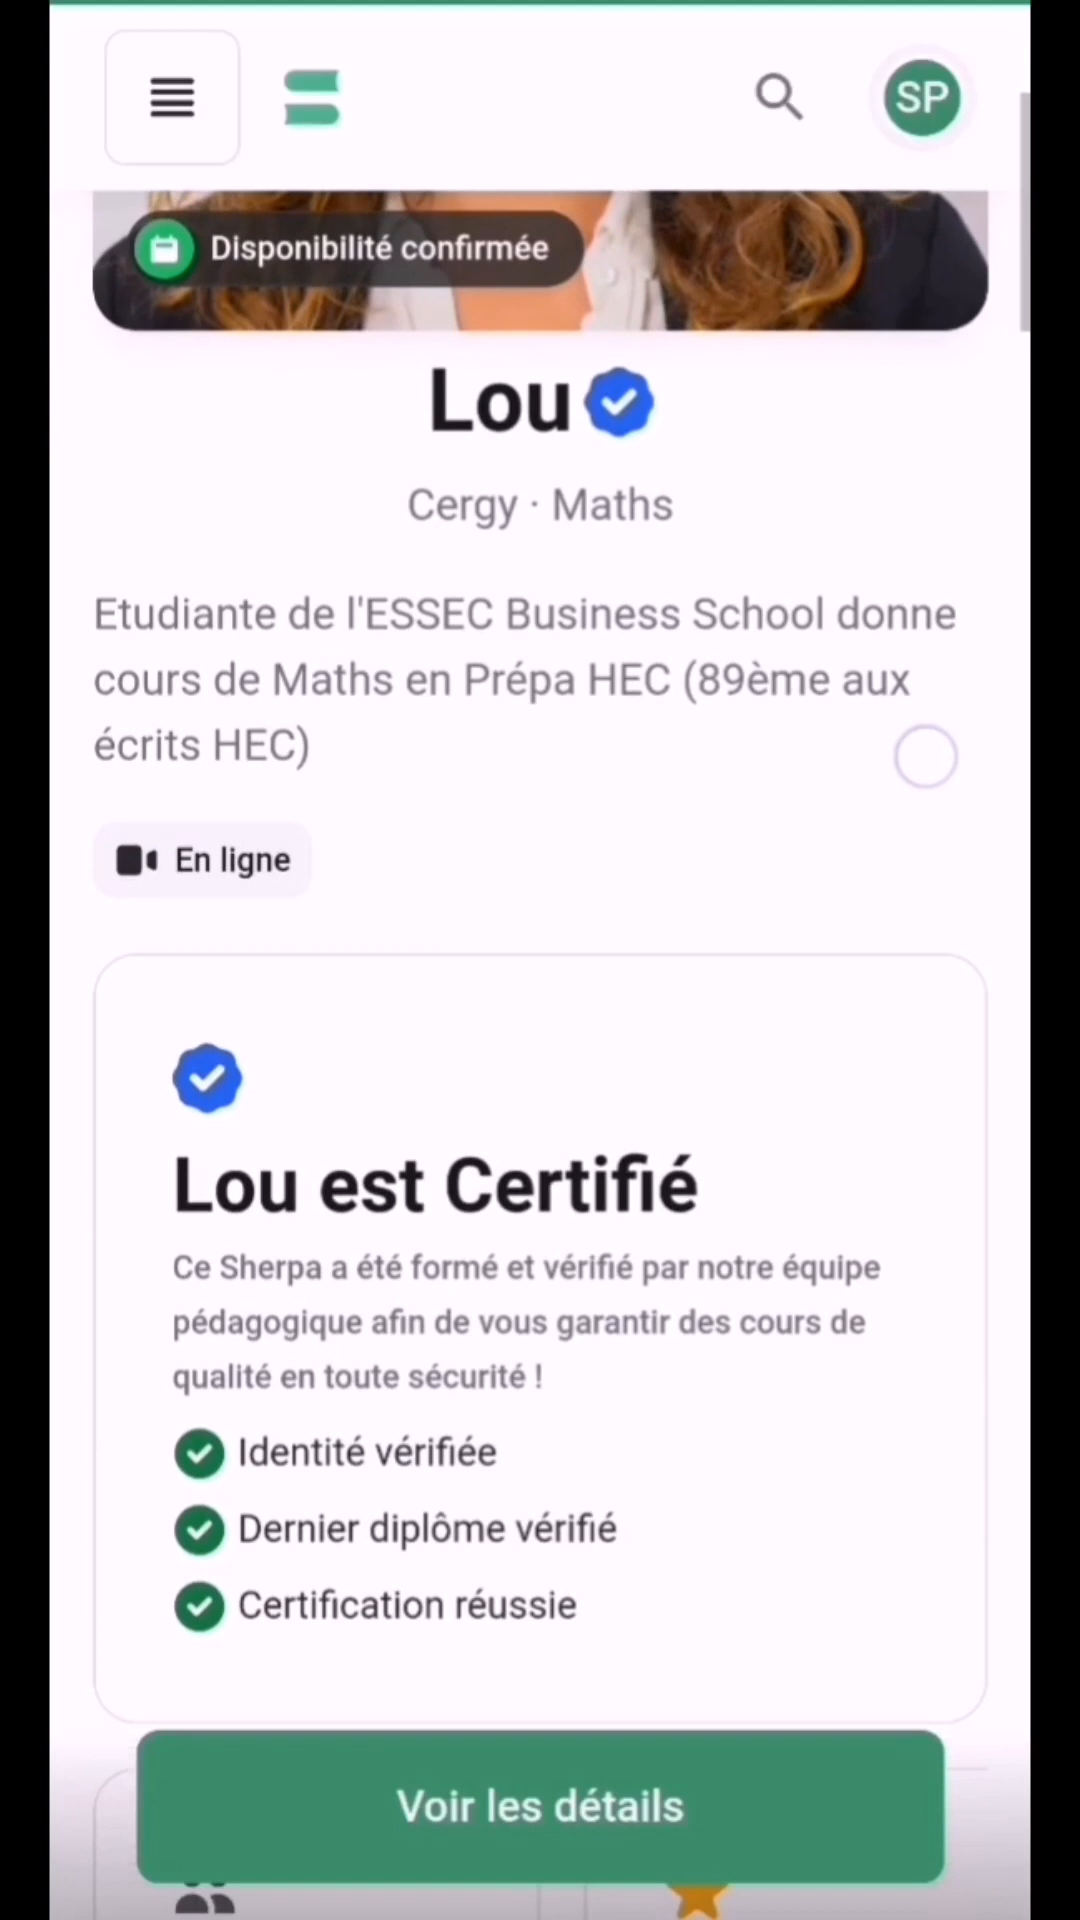 SP
Disponibilité confirmée
Lou
Cergy · Maths
Etudiante de l'ESSEC Business School donne
cours de Maths en Prépa HEC (89ème aux
écrits HEC)
En ligne
Lou est Certifié
Ce Sherpa a été formé et vérifié par notre équipe
pédagogique afin de vous garantir des cours de
qualité en toute sécurité !
Identité vérifiée
Dernier diplôme vérifié
Certification réussie
Voir les détails